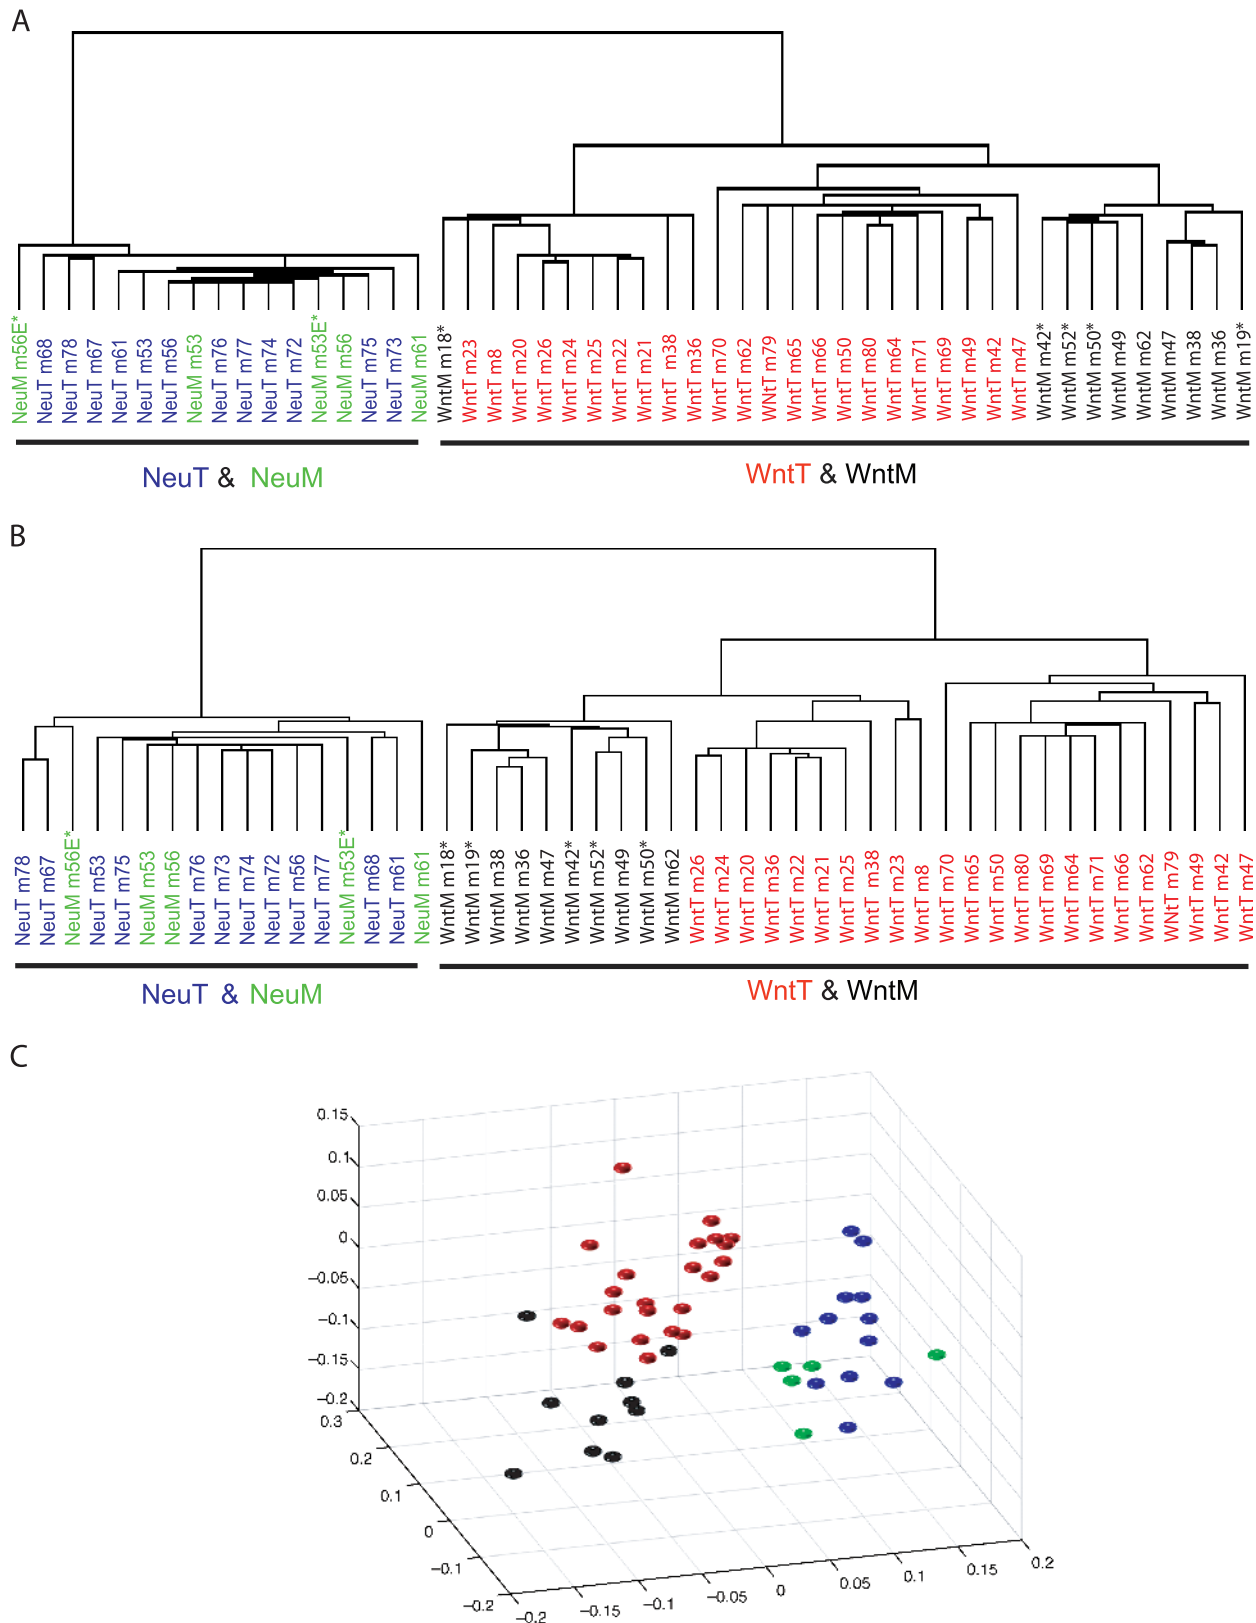 A
NeuM m56E*
NeuT m68
NeuT m78
NeuT m67
NeuT m61
NeuT m53
NeuT m56
NeuM m53
NeuT m76
NeuT m77
NeuT m74
NeuT m72
NeuM m53E*
NeuM m56
NeuT m75
NeuT m73
NeuM m61
WntM m18*
WntT m23
WntT m8
WntT m20
WntT m26
WntT m24
WntT m25
WntT m22
WntT m21
WntT m38
WntT m36
WntT m70
WntT m62
WNtT m79
WntT m65
WntT m66
WntT m50
WntT m80
WntT m64
WntT m71
WntT m69
WntT m49
WntT m42
WntT m47
WntM m42*
WntM m52*
WntM m50*
WntM m49
WntM m62
WntM m47
WntM m38
WntM m36
WntM m19*
NeuT & NeuM
WntT & WntM
B
NeuT m78
NeuT m67
NeuM m56E*
NeuT m53
NeuT m75
NeuM m53
NeuM m56
NeuT m76
NeuT m73
NeuT m74
NeuT m72
NeuT m56
NeuT m77
NeuM m53E*
NeuT m68
NeuT m61
NeuM m61
WntM m18*
WntM m19*
WntM m38
WntM m36
WntM m47
WntM m42*
WntM m52*
WntM m49
WntM m50*
WntM m62
WntT m26
WntT m24
WntT m20
WntT m36
WntT m22
WntT m21
WntT m25
WntT m38
WntT m23
WntT m8
WntT m70
WntT m65
WntT m50
WntT m80
WntT m69
WntT m64
WntT m71
WntT m66
WntT m62
WNtT m79
WntT m49
WntT m42
WntT m47
NeuT & NeuM
WntT & WntM
C
0.15
0.1
0.05
0
−0.05
−0.1
−0.15
−0.2
0.3
0.2
0.1
0
−0.1
−0.2
−0.2
−0.15
−0.1
−0.05
0
0.05
0.1
0.15
0.2